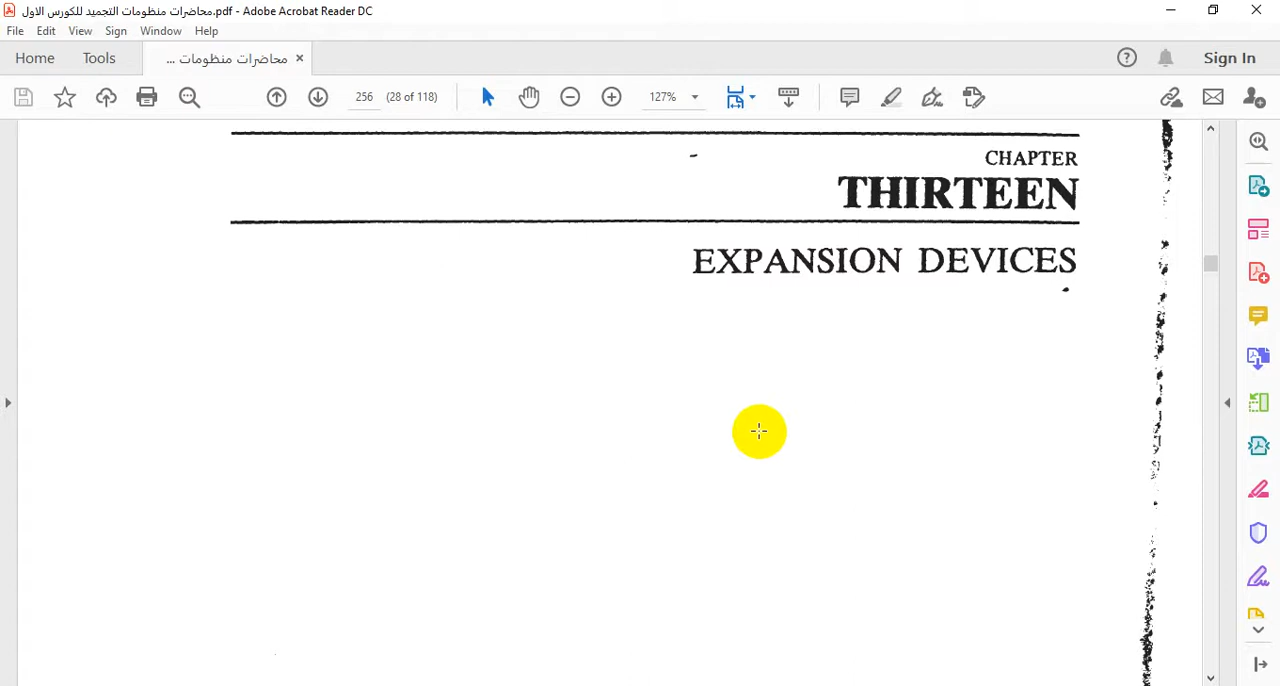 محاضرات منظومات التجميد للكورس الاول.pdf - Adobe Acrobat Reader DC
File Edit View Sign Window Help
Home Tools محاضرات منظومات ... × Sign In
256 (28 of 118) 127%
CHAPTER
THIRTEEN
EXPANSION DEVICES